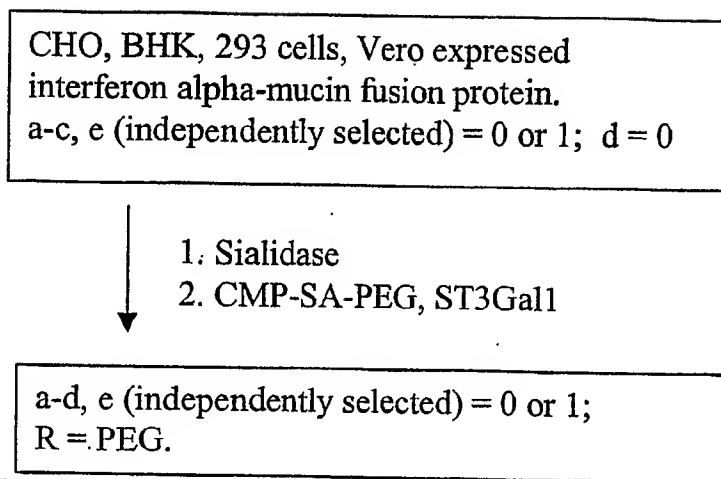 CHO, BHK, 293 cells, Vero expressed
interferon alpha-mucin fusion protein.
a-c, e (independently selected) = 0 or 1; d = 0
1. Sialidase
2. CMP-SA-PEG, ST3Gal1
a-d, e (independently selected) = 0 or 1;
R = PEG.